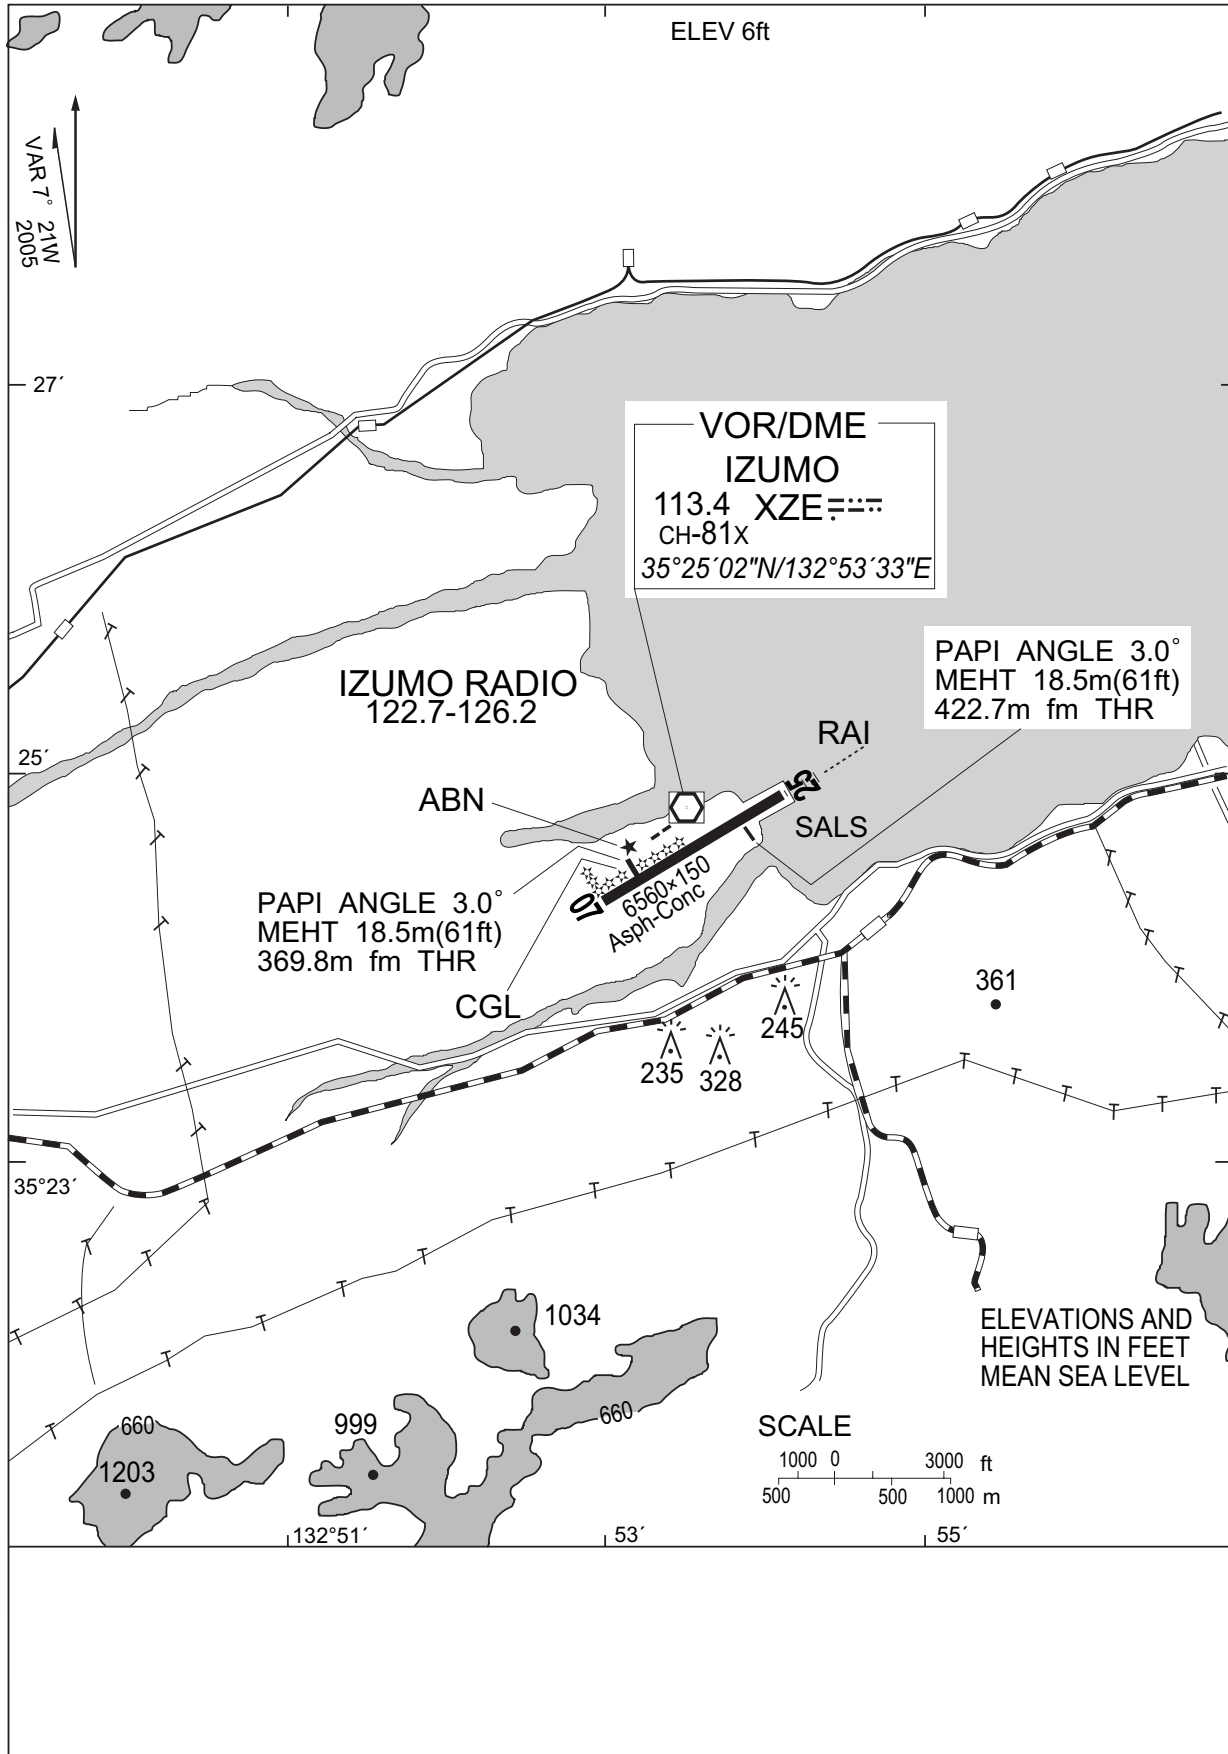 ELEV 6ft
VAR 7° 21W
2005
27´
VOR/DME
IZUMO
113.4 XZE
CH-81X
35°25´02"N/132°53´33"E
PAPI ANGLE 3.0°
MEHT 18.5m(61ft)
422.7m fm THR
IZUMO RADIO
122.7-126.2
RAI
25´
ABN
25
SALS
6560×150
Asph-Conc
07
PAPI ANGLE 3.0°
MEHT 18.5m(61ft)
369.8m fm THR
CGL
361
245
235
328
35°23´
1034
ELEVATIONS AND
HEIGHTS IN FEET
MEAN SEA LEVEL
660
999
660
1203
SCALE
1000 0 3000 ft
500 500 1000 m
132°51´
53´
55´